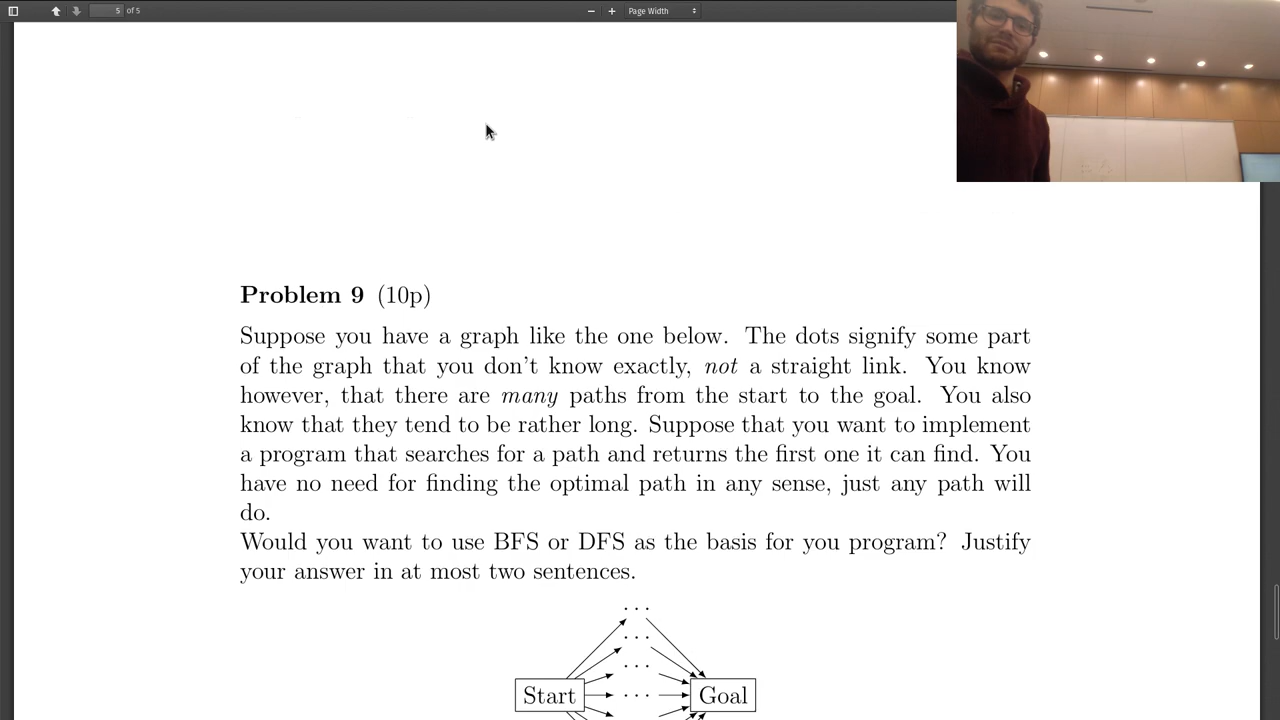 5 of 5
Page Width
Problem 9 (10p)
Suppose you have a graph like the one below. The dots signify some part
of the graph that you don't know exactly, not a straight link. You know
however, that there are many paths from the start to the goal. You also
know that they tend to be rather long. Suppose that you want to implement
a program that searches for a path and returns the first one it can find. You
have no need for finding the optimal path in any sense, just any path will
do.
Would you want to use BFS or DFS as the basis for you program? Justify
your answer in at most two sentences.
. . .
. . .
. . .
Start . . . Goal
. . .